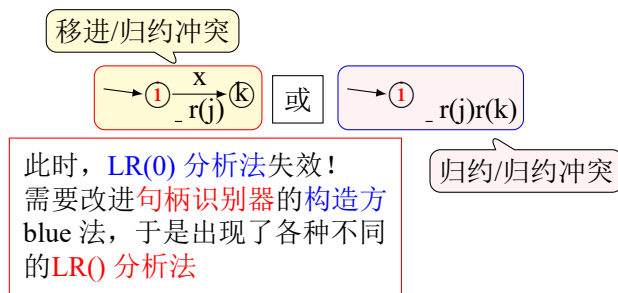 移进/归约冲突
i x k
_ r(j)
或
i
_ r(j)r(k)
归约/归约冲突
此时，LR(0) 分析法失效！
需要改进句柄识别器的构造方
blue 法，于是出现了各种不同
的LR() 分析法